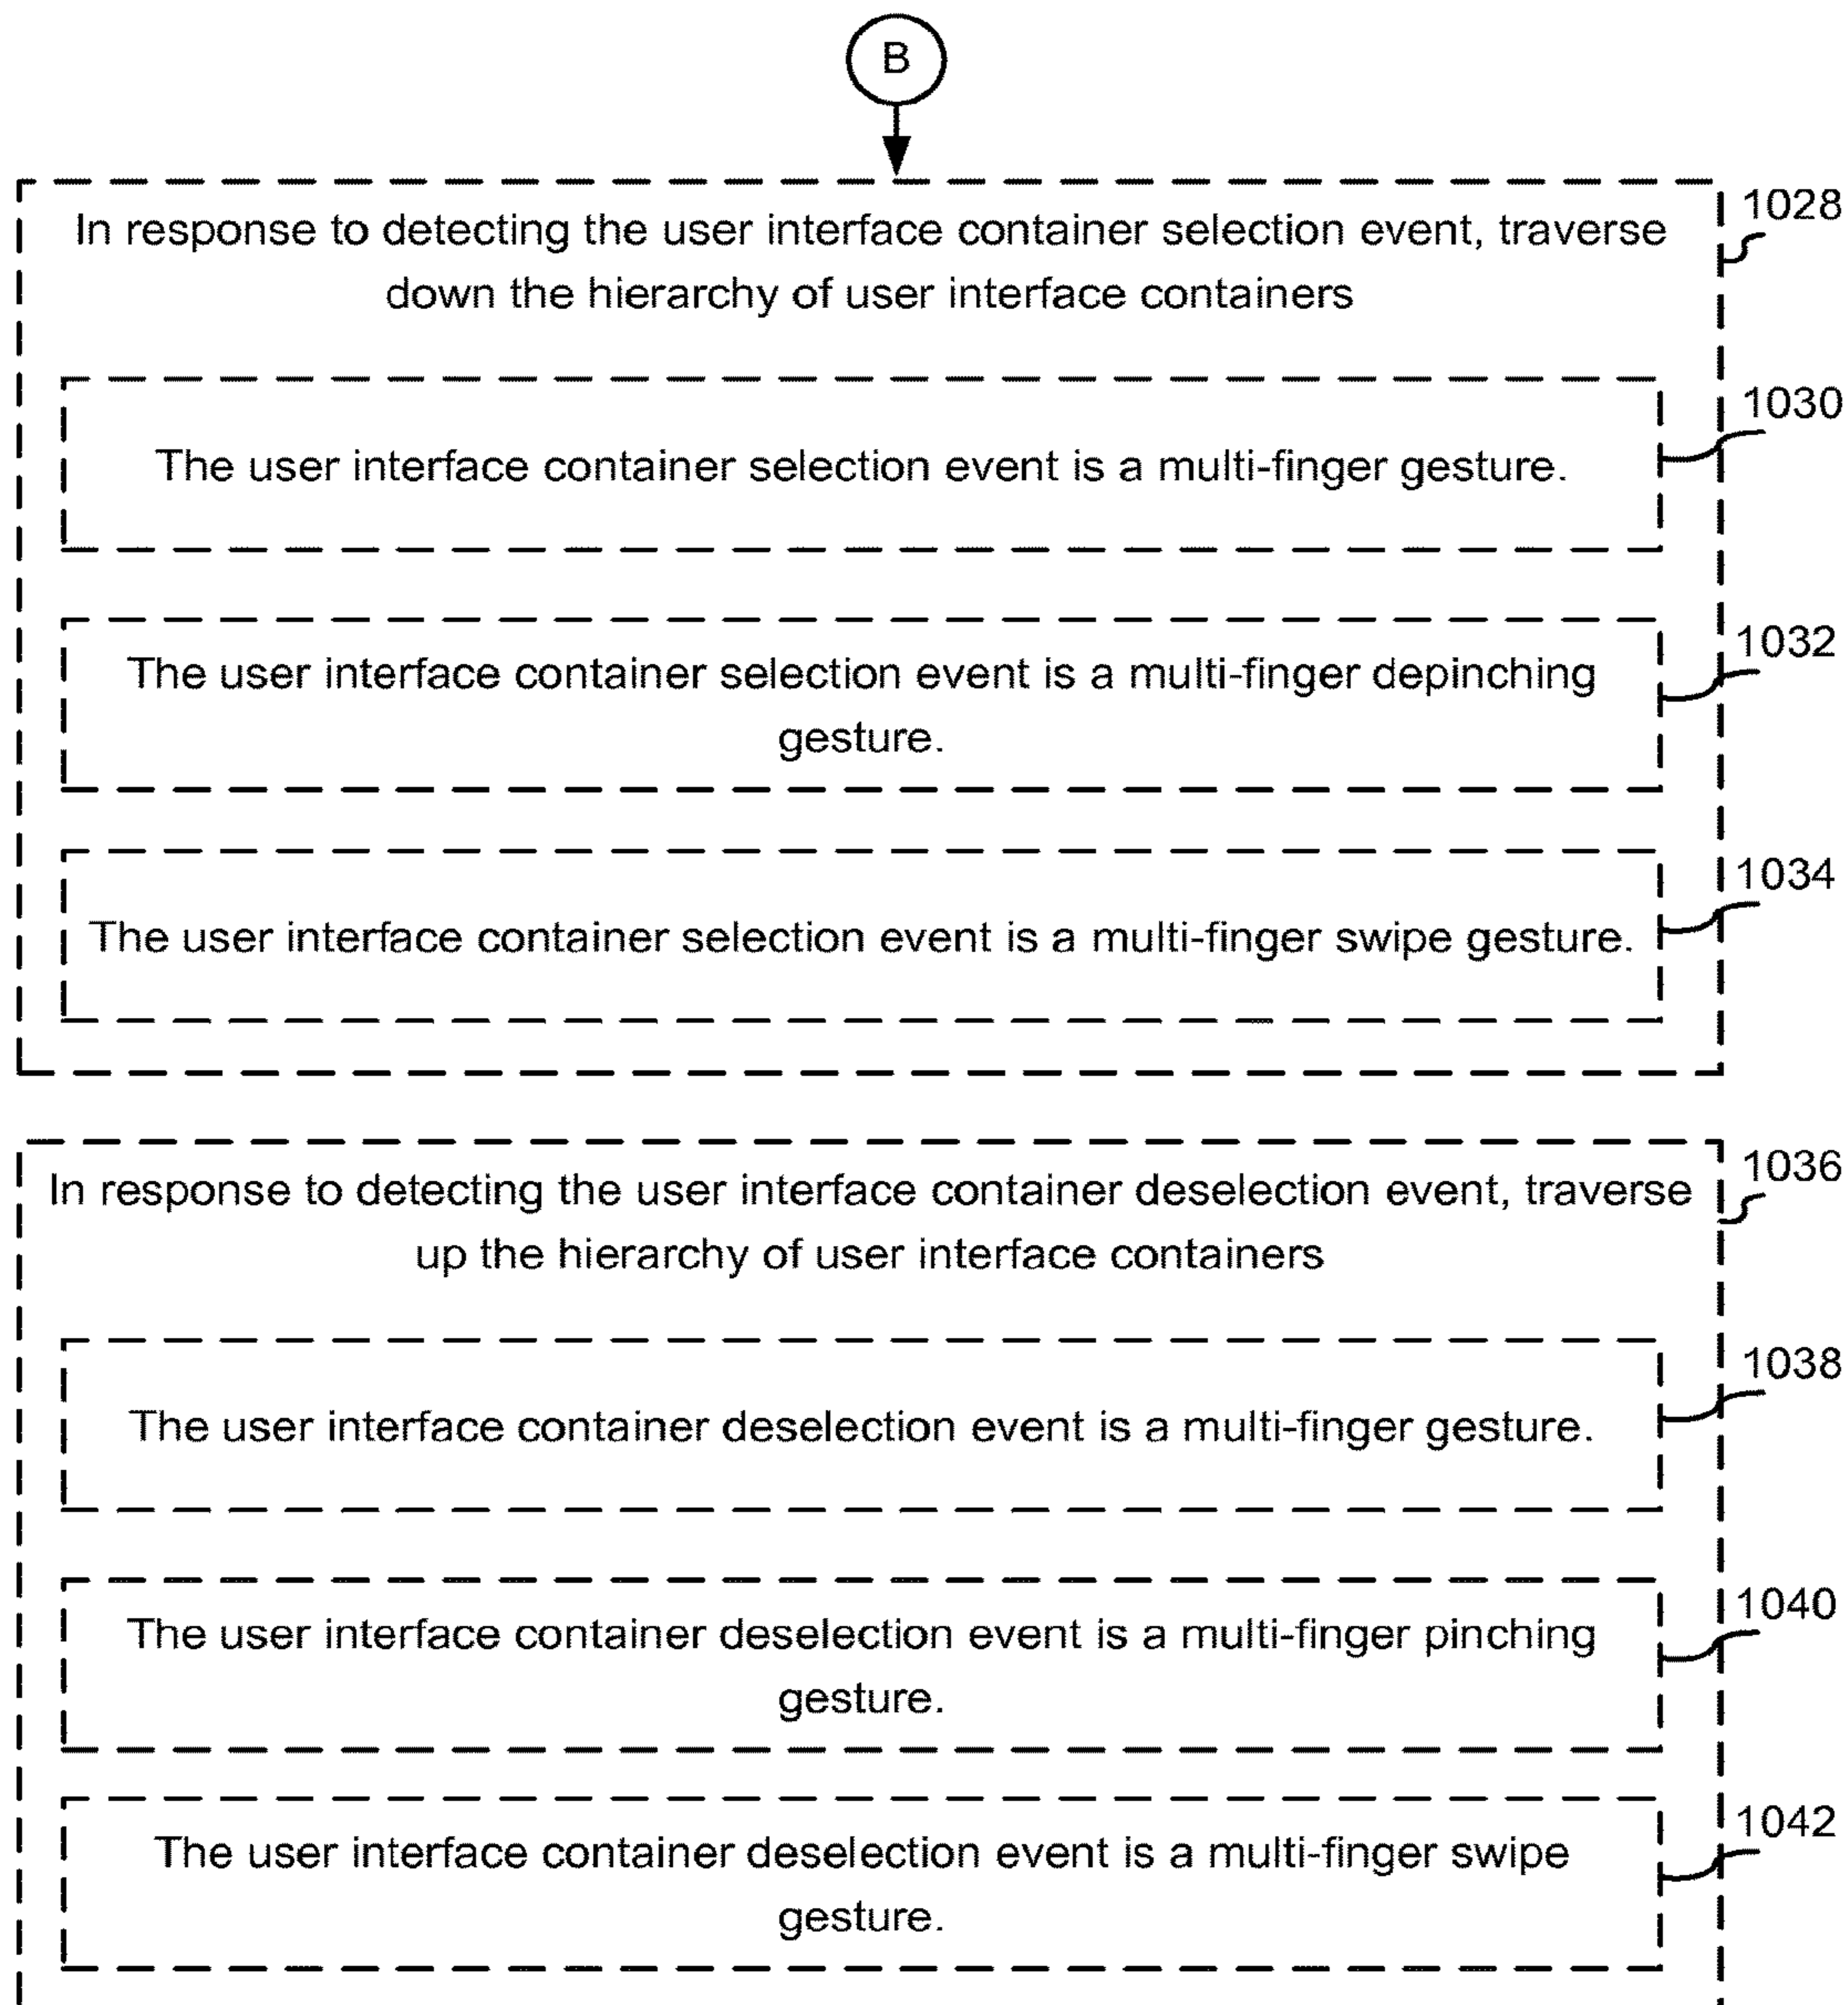 B
In response to detecting the user interface container selection event, traverse
down the hierarchy of user interface containers
1028
The user interface container selection event is a multi-finger gesture.
1030
The user interface container selection event is a multi-finger depinching
gesture.
1032
The user interface container selection event is a multi-finger swipe gesture.
1034
In response to detecting the user interface container deselection event, traverse
up the hierarchy of user interface containers
1036
The user interface container deselection event is a multi-finger gesture.
1038
The user interface container deselection event is a multi-finger pinching
gesture.
1040
The user interface container deselection event is a multi-finger swipe
gesture.
1042